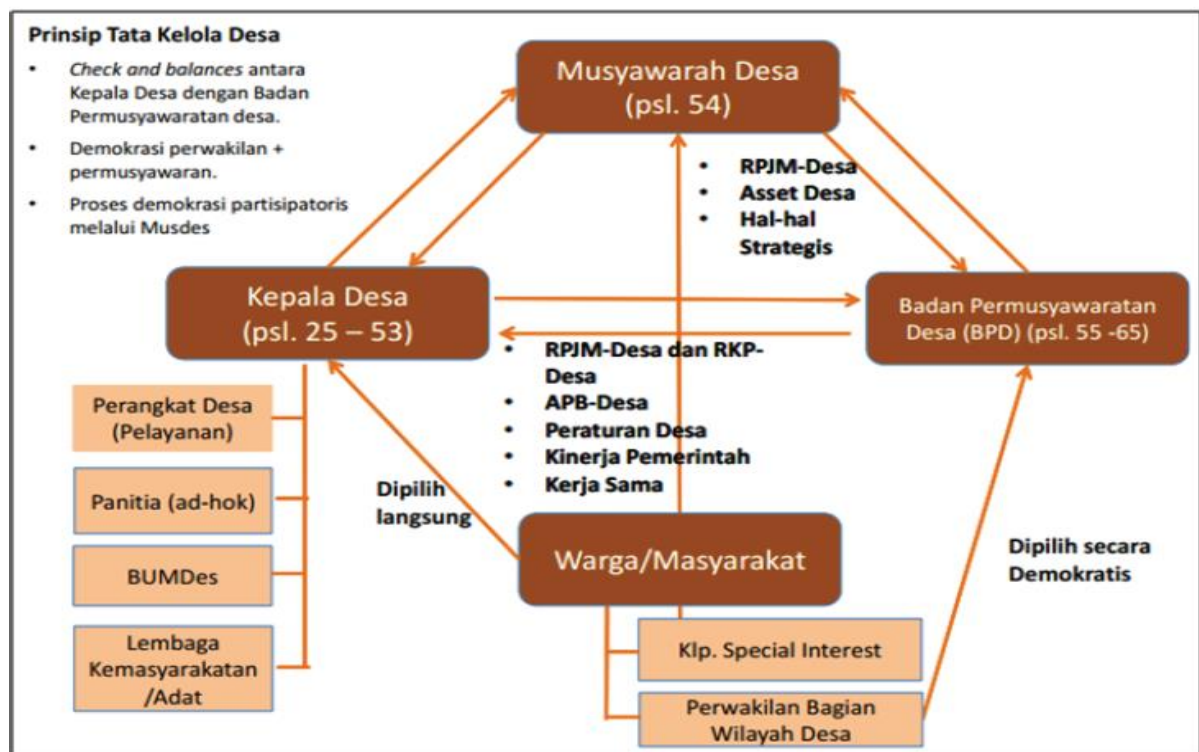 Prinsip Tata Kelola Desa
• Check and balances antara
Kepala Desa dengan Badan
Permusyawaratan desa.
• Demokrasi perwakilan +
permusyawaran.
• Proses demokrasi partisipatoris
melalui Musdes
Musyawarah Desa
(psl. 54)
• RPJM-Desa
• Asset Desa
• Hal-hal
Strategis
Kepala Desa
(psl. 25 – 53)
Badan Permusyawaratan
Desa (BPD) (psl. 55 -65)
• RPJM-Desa dan RKP-
Desa
• APB-Desa
• Peraturan Desa
• Kinerja Pemerintah
• Kerja Sama
Perangkat Desa
(Pelayanan)
Panitia (ad-hok)
BUMDes
Lembaga
Kemasyarakatan
/Adat
Dipilih
langsung
Warga/Masyarakat
Dipilih secara
Demokratis
Klp. Special Interest
Perwakilan Bagian
Wilayah Desa